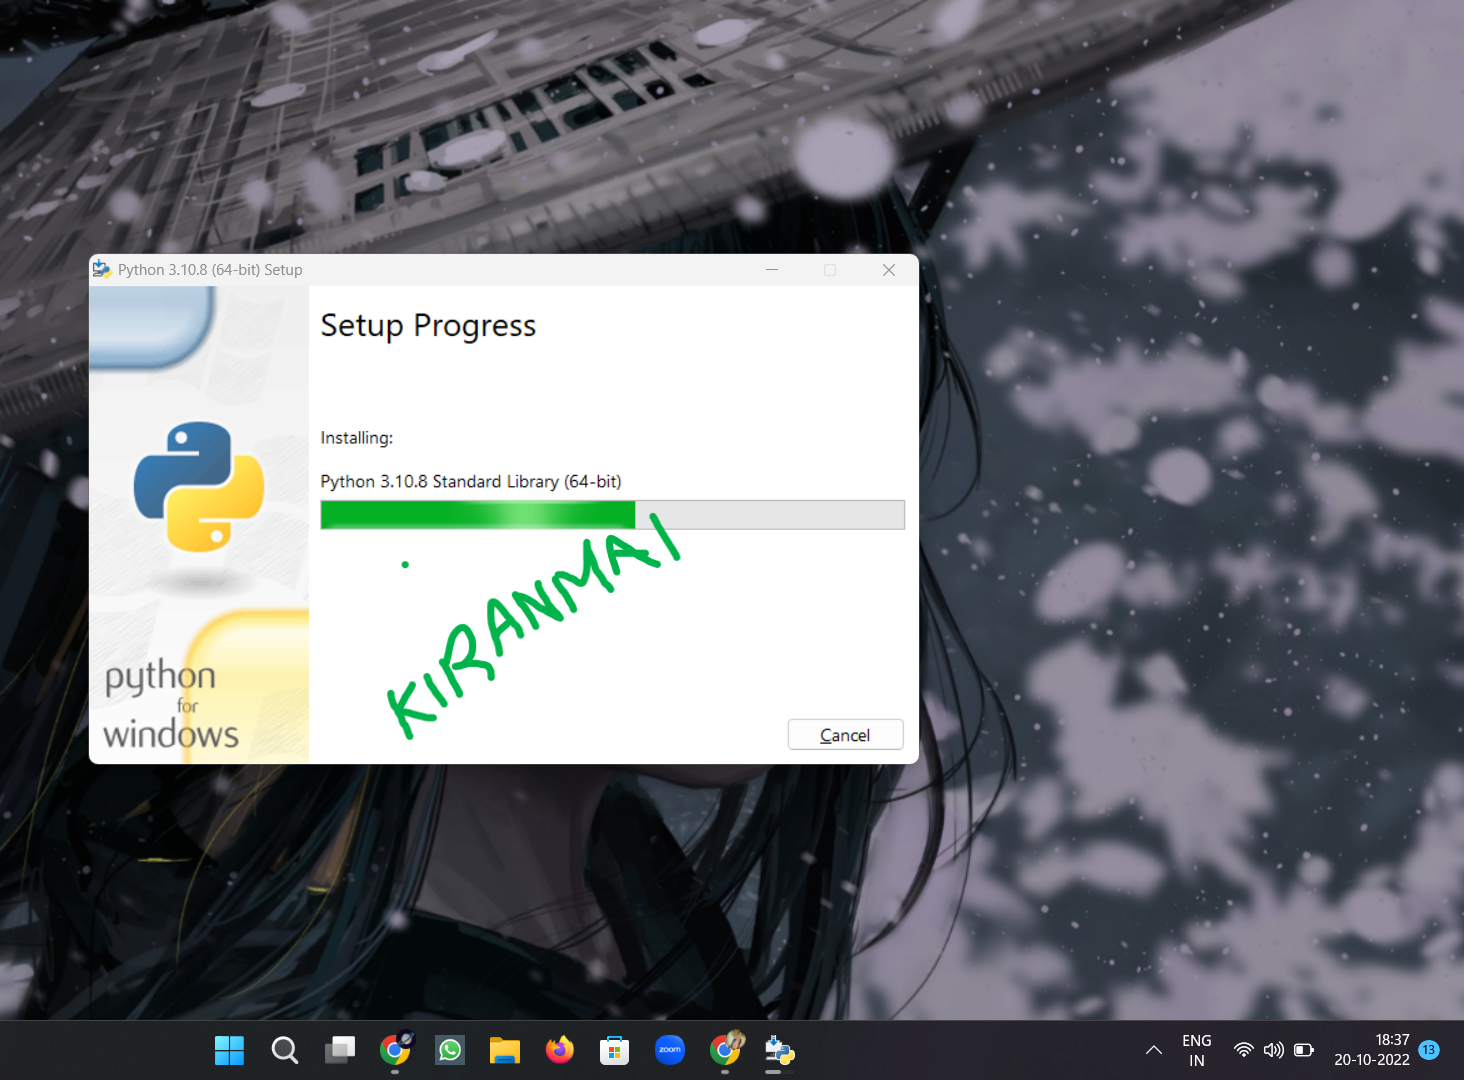 Python 3.10.8 (64-bit) Setup
Setup Progress
Installing:
Python 3.10.8 Standard Library (64-bit)
KIRANMAI
python
for
windows
Cancel
zoom
ENG
IN
18:37
20-10-2022
13